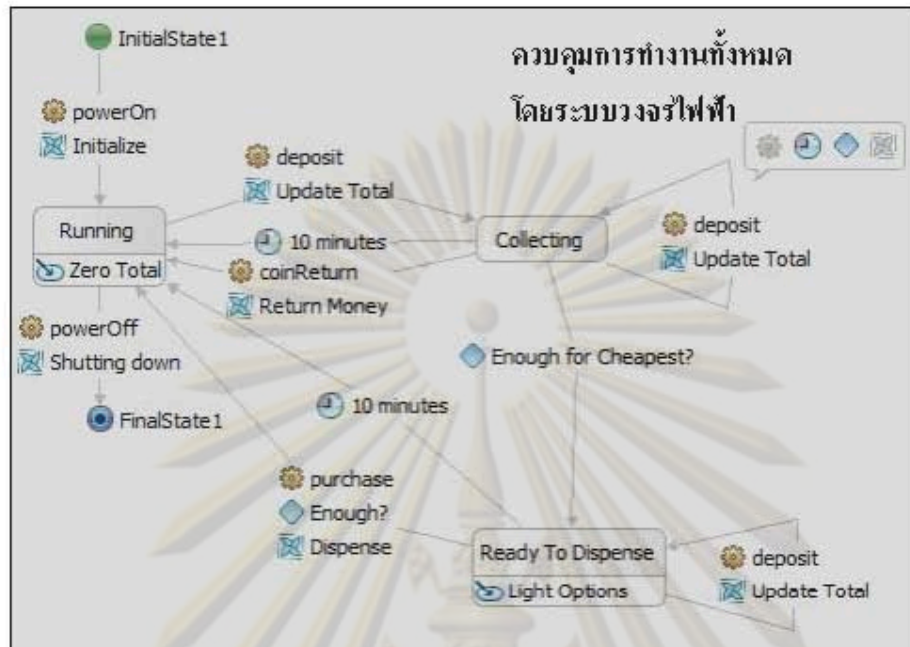 InitialState1
ควบคุมการทำงานทั้งหมด
โดยระบบวงจรไฟฟ้า
powerOn
Initialize
deposit
Update Total
Running
Zero Total
10 minutes
coinReturn
Return Money
Collecting
deposit
Update Total
powerOff
Shutting down
Enough for Cheapest?
FinalState1
10 minutes
purchase
Enough?
Dispense
Ready To Dispense
Light Options
deposit
Update Total